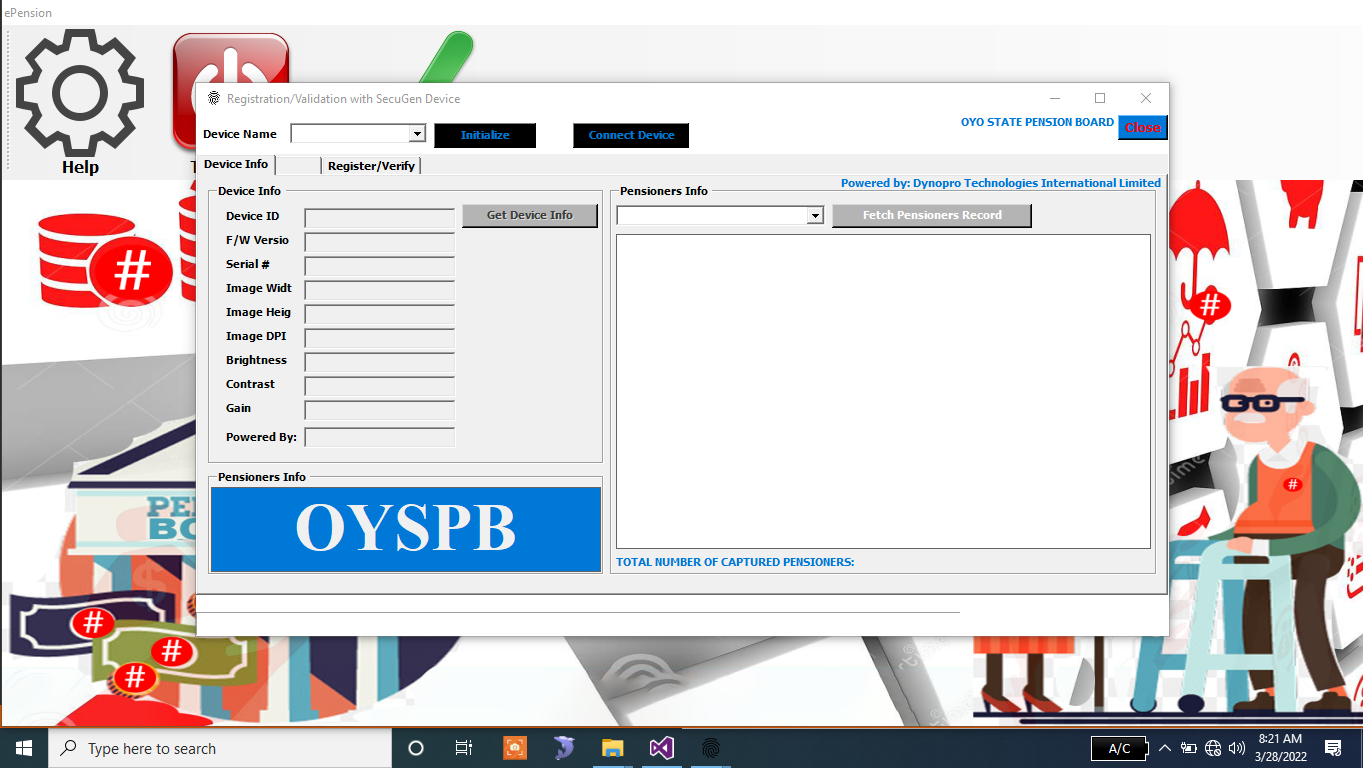 ePension
Help
Registration/Validation with SecuGen Device
Device Name
Initialize
Connect Device
OYO STATE PENSION BOARD
Close
Device Info
Register/Verify
Powered by: Dynopro Technologies International Limited
Device Info
Device ID
Get Device Info
F/W Versio
Serial #
Image Widt
Image Heig
Image DPI
Brightness
Contrast
Gain
Powered By:
Pensioners Info
OYSPB
Pensioners Info
Fetch Pensioners Record
TOTAL NUMBER OF CAPTURED PENSIONERS:
#
#
#
#
#
#
PE
BO
Type here to search
A/C
8:21 AM
3/28/2022